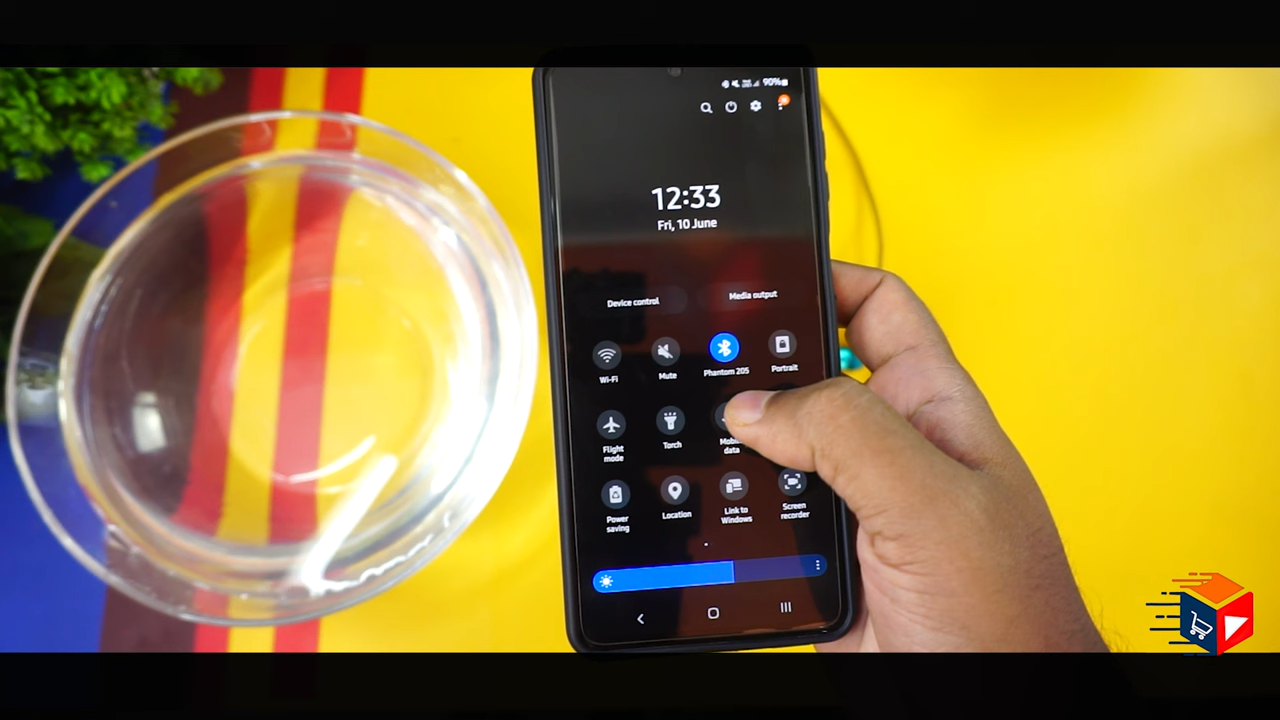 90%
12:33
Fri, 10 June
Device control
Media output
Wi-Fi
Mute
Phantom 205
Portrait
Flight mode
Torch
data
Power saving
Location
Link to Windows
Screen recorder